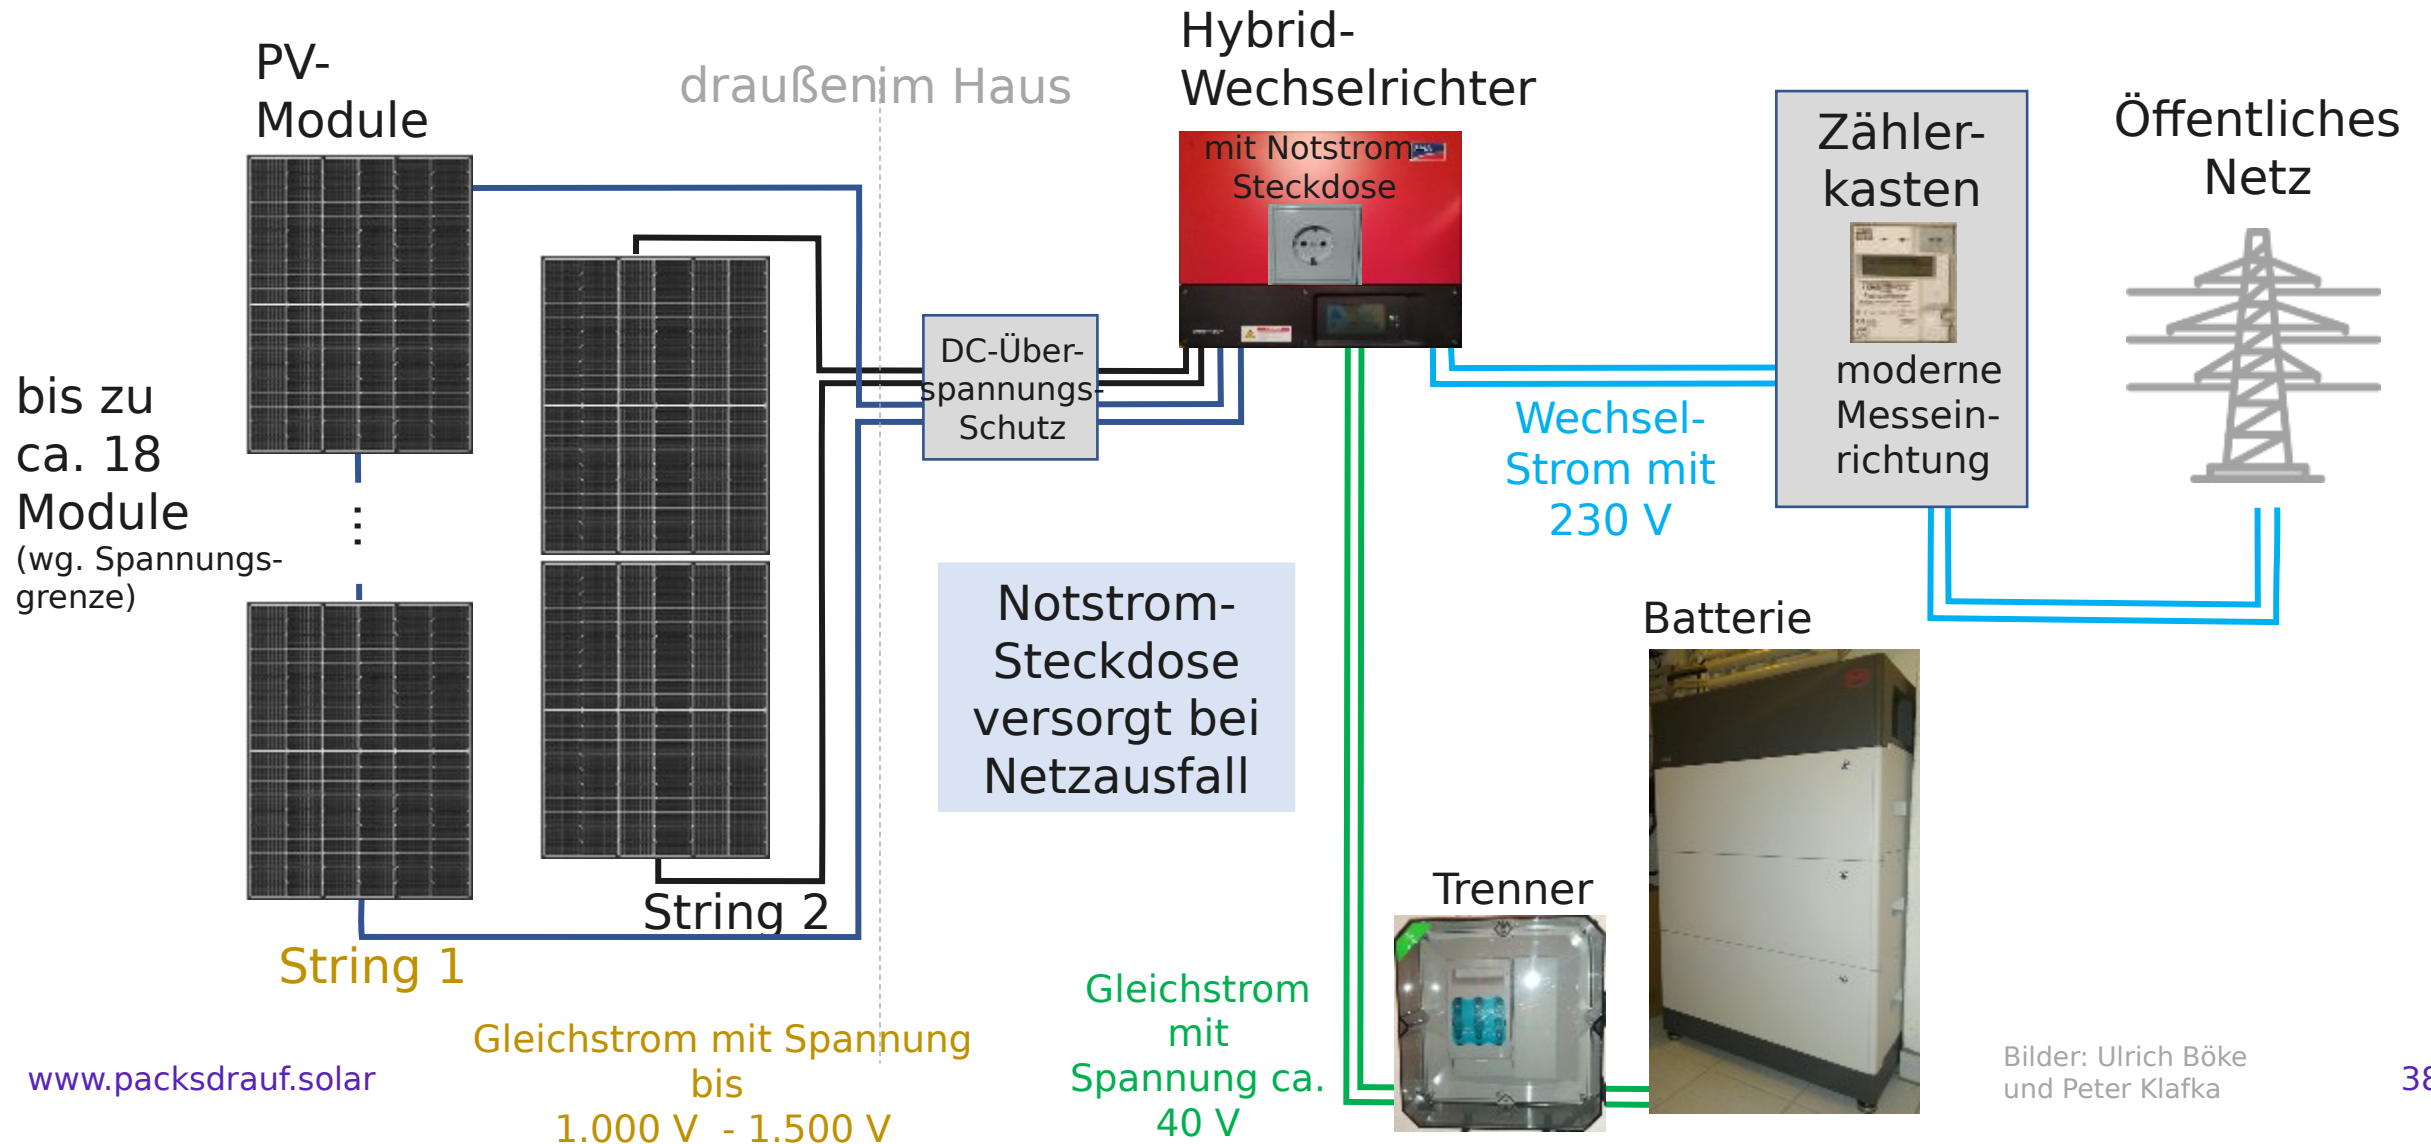 PV-
Module
draußen
im Haus
Hybrid-
Wechselrichter
mit Notstrom-
Steckdose
Zähler-
kasten
moderne
Messein-
richtung
Öffentliches
Netz
bis zu
ca. 18
Module
(wg. Spannungs-
grenze)
⋮
DC-Über-
spannungs-
Schutz
Wechsel-
Strom mit
230 V
Notstrom-
Steckdose
versorgt bei
Netzausfall
Batterie
Trenner
String 2
String 1
Gleichstrom mit Spannung
bis
1.000 V - 1.500 V
Gleichstrom
mit
Spannung ca.
40 V
www.packsdrauf.solar
Bilder: Ulrich Böke
und Peter Klafka
38